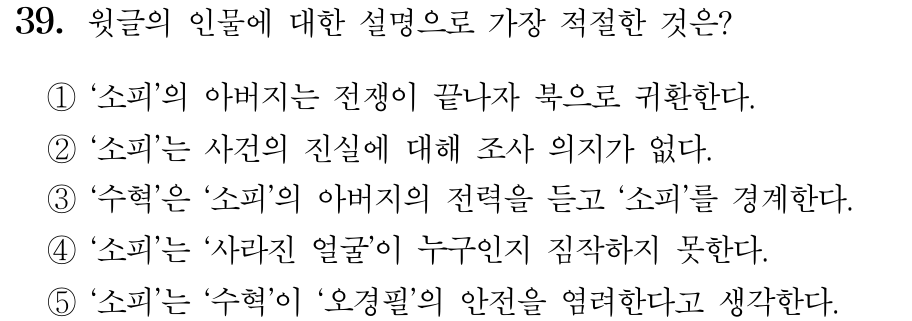 39. 윗글의 인물에 대한 설명으로 가장 적절한 것은?
① ‘소피’의 아버지는 전쟁이 끝나자 북으로 귀환한다.
② ‘소피’는 사건의 진실에 대해 조사 의지가 없다.
③ ‘수혁’은 ‘소피’의 아버지의 전력을 듣고 ‘소피’를 경계한다.
④ ‘소피’는 ‘사라진 얼굴’이 누구인지 짐작하지 못한다.
⑤ ‘소피’는 ‘수혁’이 ‘오경필’의 안전을 염려한다고 생각한다.